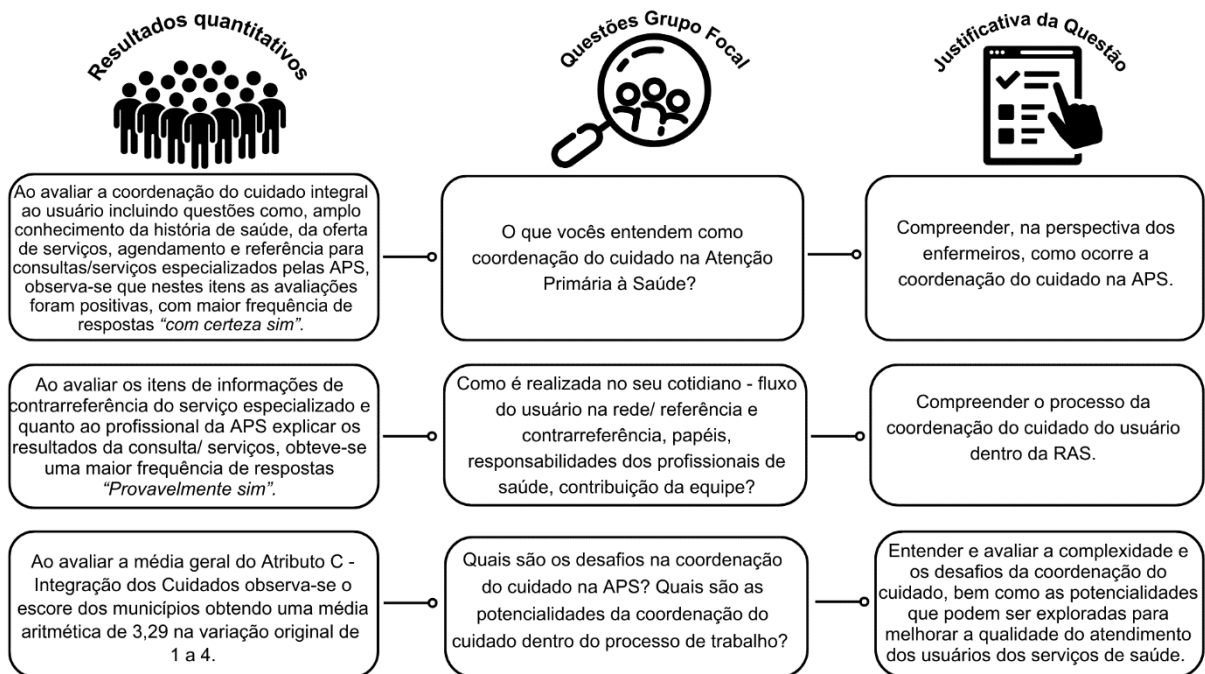 Resultados quantitativos
Questões Grupo Focal
Justificativa da Questão
Ao avaliar a coordenação do cuidado integral
ao usuário incluindo questões como, amplo
conhecimento da história de saúde, da oferta
de serviços, agendamento e referência para
consultas/serviços especializados pelas APS,
observa-se que nestes itens as avaliações
foram positivas, com maior frequência de
respostas “com certeza sim”.
O que vocês entendem como
coordenação do cuidado na Atenção
Primária à Saúde?
Compreender, na perspectiva dos
enfermeiros, como ocorre a
coordenação do cuidado na APS.
Ao avaliar os itens de informações de
contrarreferência do serviço especializado e
quanto ao profissional da APS explicar os
resultados da consulta/ serviços, obteve-se
uma maior frequência de respostas
“Provavelmente sim”.
Como é realizada no seu cotidiano - fluxo
do usuário na rede/ referência e
contrarreferência, papéis,
responsabilidades dos profissionais de
saúde, contribuição da equipe?
Compreender o processo da
coordenação do cuidado do usuário
dentro da RAS.
Ao avaliar a média geral do Atributo C -
Integração dos Cuidados observa-se o
escore dos municípios obtendo uma média
aritmética de 3,29 na variação original de
1 a 4.
Quais são os desafios na coordenação
do cuidado na APS? Quais são as
potencialidades da coordenação do
cuidado dentro do processo de trabalho?
Entender e avaliar a complexidade e
os desafios da coordenação do
cuidado, bem como as potencialidades
que podem ser exploradas para
melhorar a qualidade do atendimento
dos usuários dos serviços de saúde.